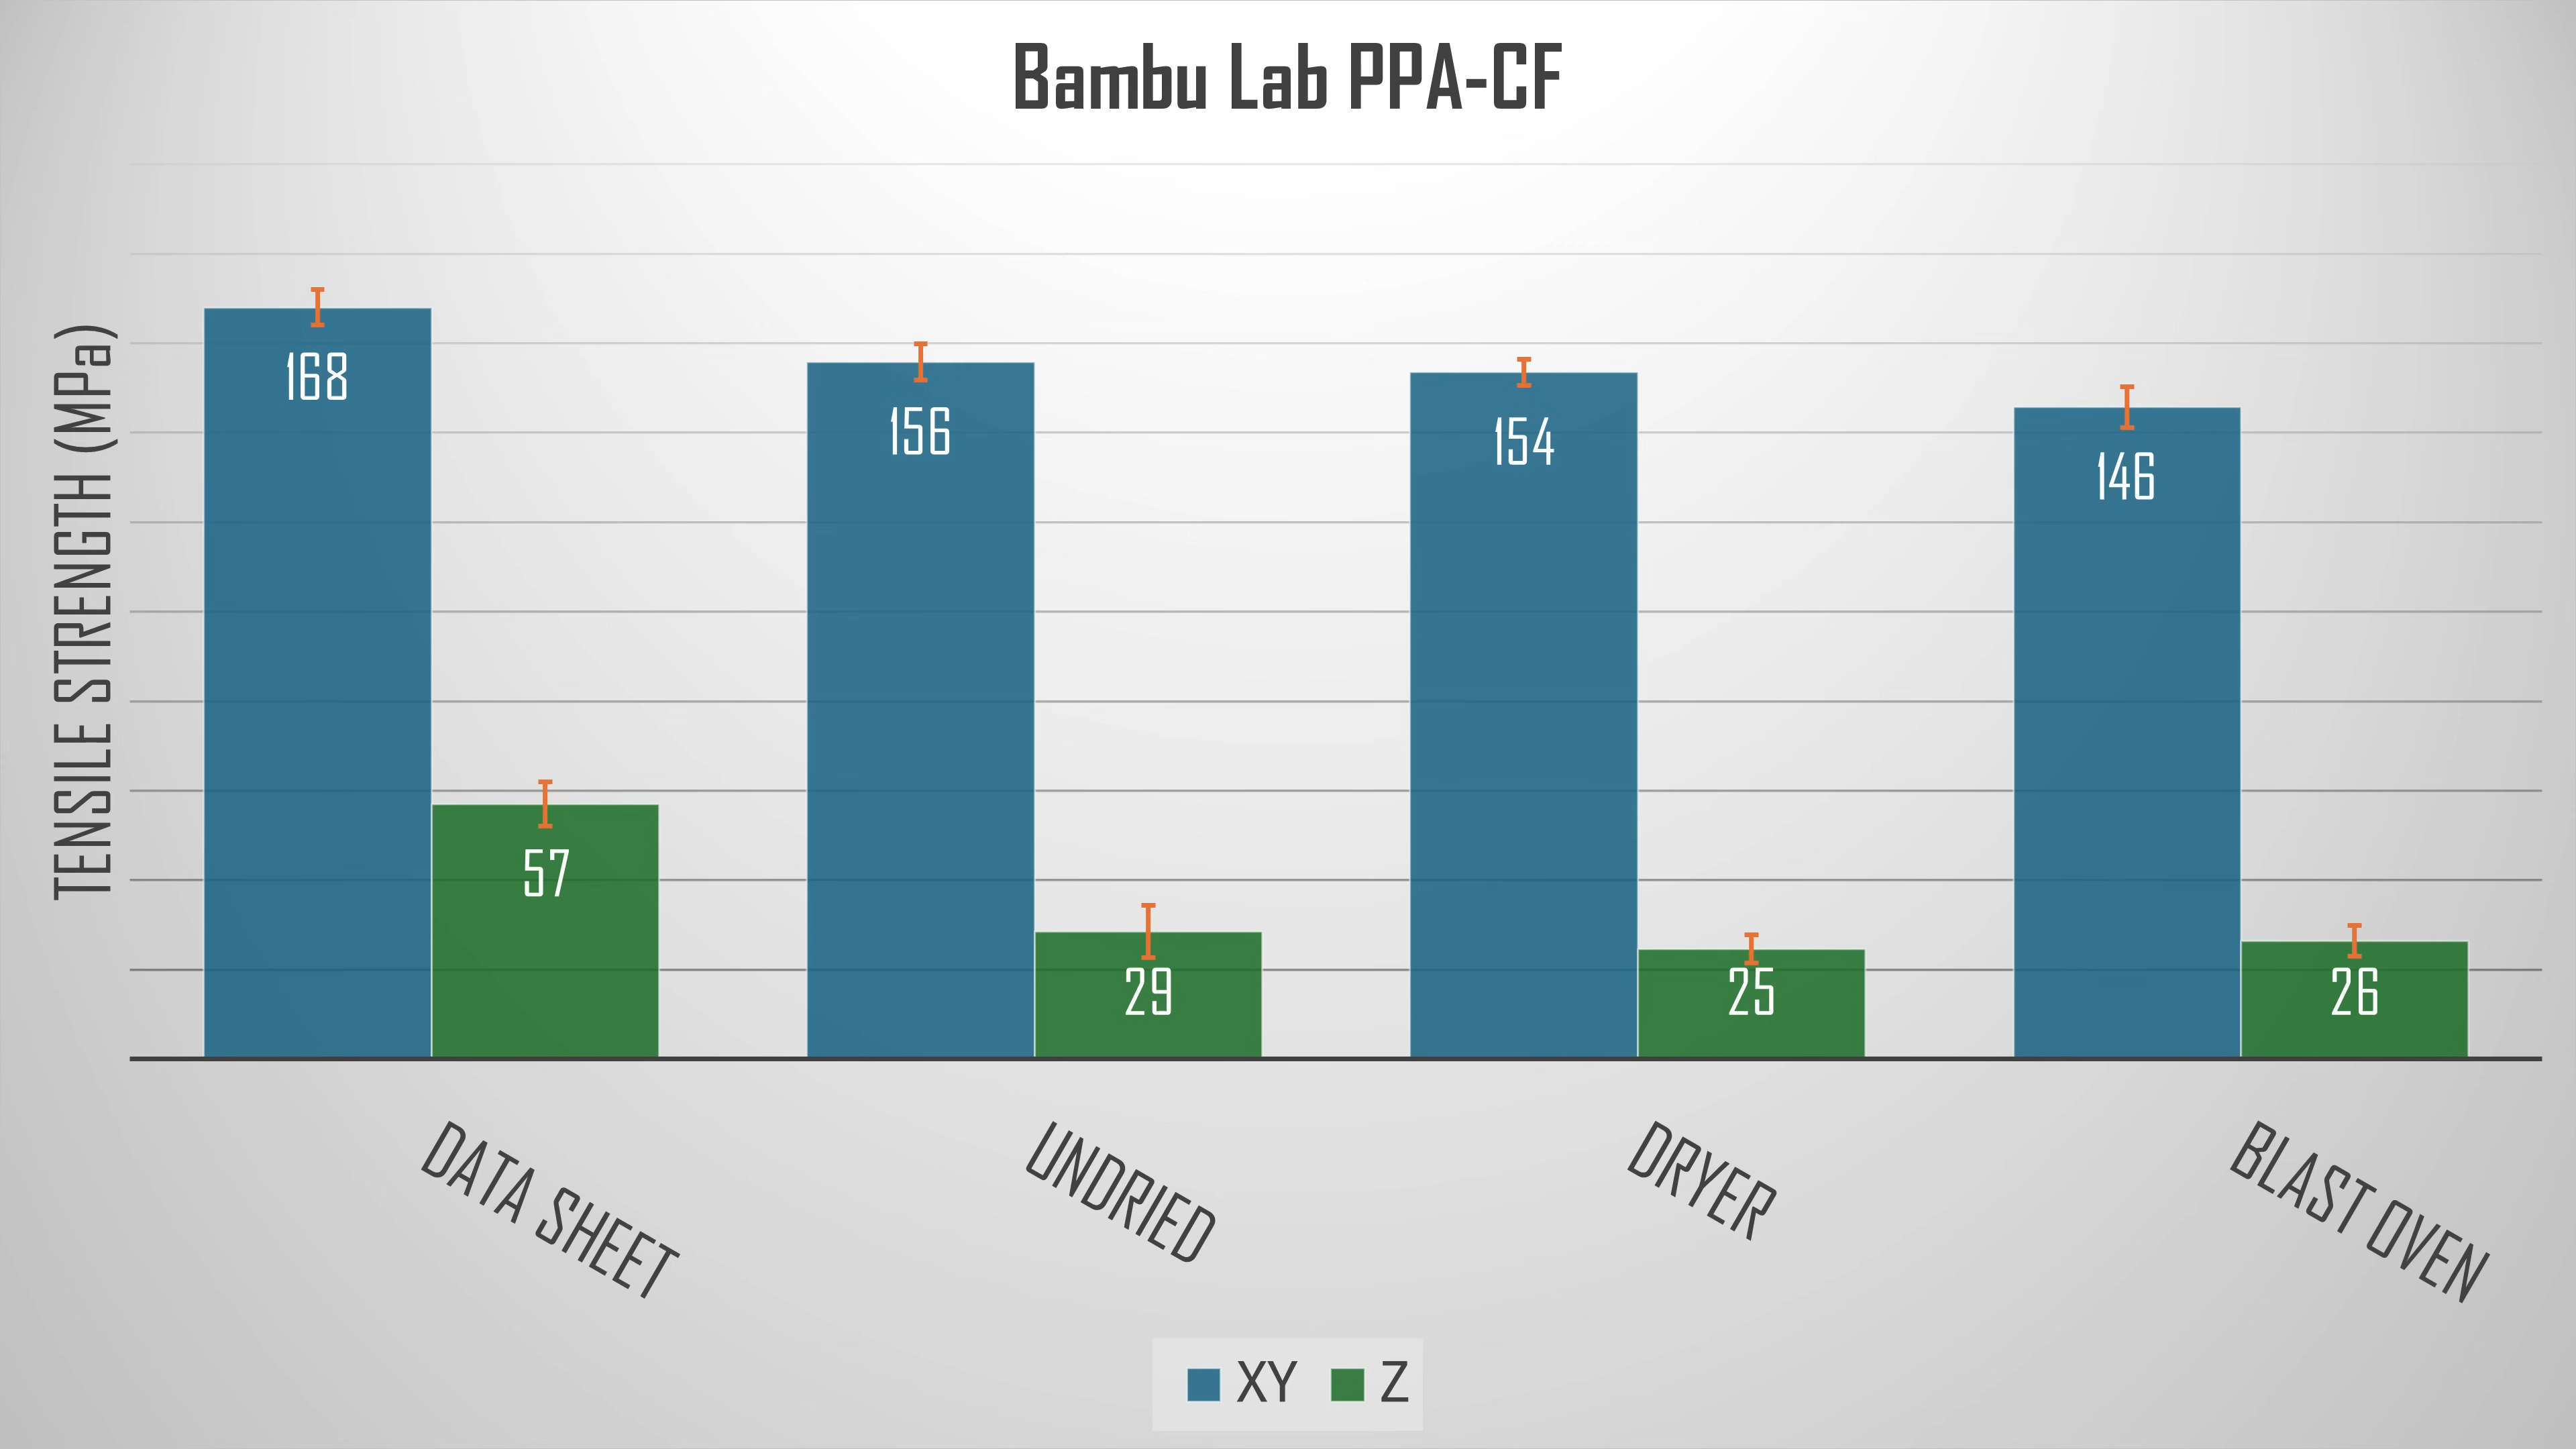 Bambu Lab PPA-CF
TENSILE STRENGTH (MPa)
168
57
156
29
154
25
146
26
DATA SHEET
UNDRIED
DRYER
BLAST OVEN
XY
Z